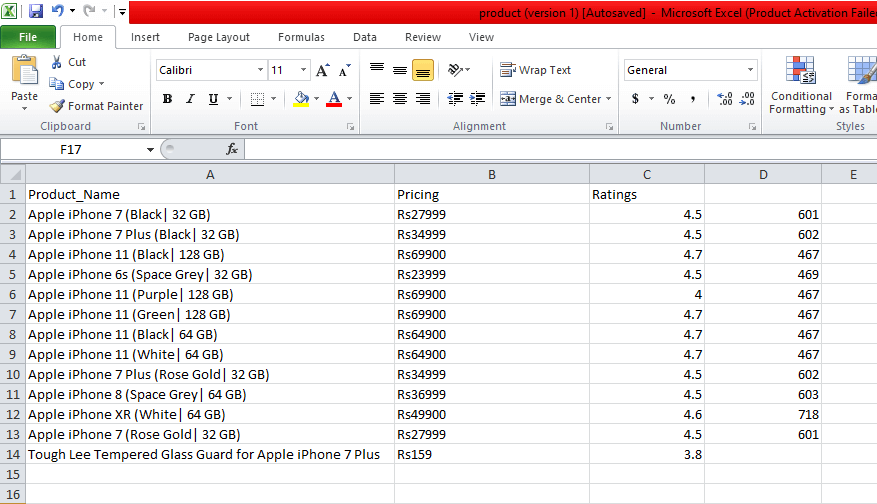 product (version 1) [Autosaved] - Microsoft Excel (Product Activation Faile
File Home Insert Page Layout Formulas Data Review View
Paste Cut Copy Format Painter
Calibri 11 A A
B I U A
Wrap Text
Merge & Center
General
$ % , .00 .0
Conditional Formatting
Forma as Table
Clipboard Font Alignment Number Styles
F17 fx
A B C D E
1 Product_Name Pricing Ratings
2 Apple iPhone 7 (Black| 32 GB) Rs27999 4.5 601
3 Apple iPhone 7 Plus (Black| 32 GB) Rs34999 4.5 602
4 Apple iPhone 11 (Black| 128 GB) Rs69900 4.7 467
5 Apple iPhone 6s (Space Grey| 32 GB) Rs23999 4.5 469
6 Apple iPhone 11 (Purple| 128 GB) Rs69900 4 467
7 Apple iPhone 11 (Green| 128 GB) Rs69900 4.7 467
8 Apple iPhone 11 (Black| 64 GB) Rs64900 4.7 467
9 Apple iPhone 11 (White| 64 GB) Rs64900 4.7 467
10 Apple iPhone 7 Plus (Rose Gold| 32 GB) Rs34999 4.5 602
11 Apple iPhone 8 (Space Grey| 64 GB) Rs36999 4.5 603
12 Apple iPhone XR (White| 64 GB) Rs49900 4.6 718
13 Apple iPhone 7 (Rose Gold| 32 GB) Rs27999 4.5 601
14 Tough Lee Tempered Glass Guard for Apple iPhone 7 Plus Rs159 3.8
15
16